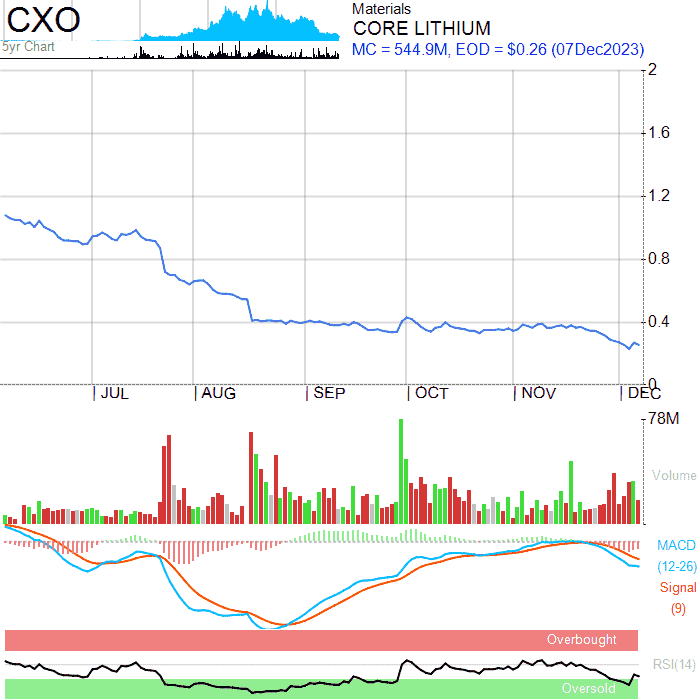 CXO
5yr Chart
Materials
CORE LITHIUM
MC = 544.9M, EOD = $0.26 (07Dec2023)
2
1.6
1.2
0.8
0.4
0
JUL AUG SEP OCT NOV DEC
78M
Volume
MACD
(12-26)
Signal
(9)
Overbought
RSI(14)
Oversold